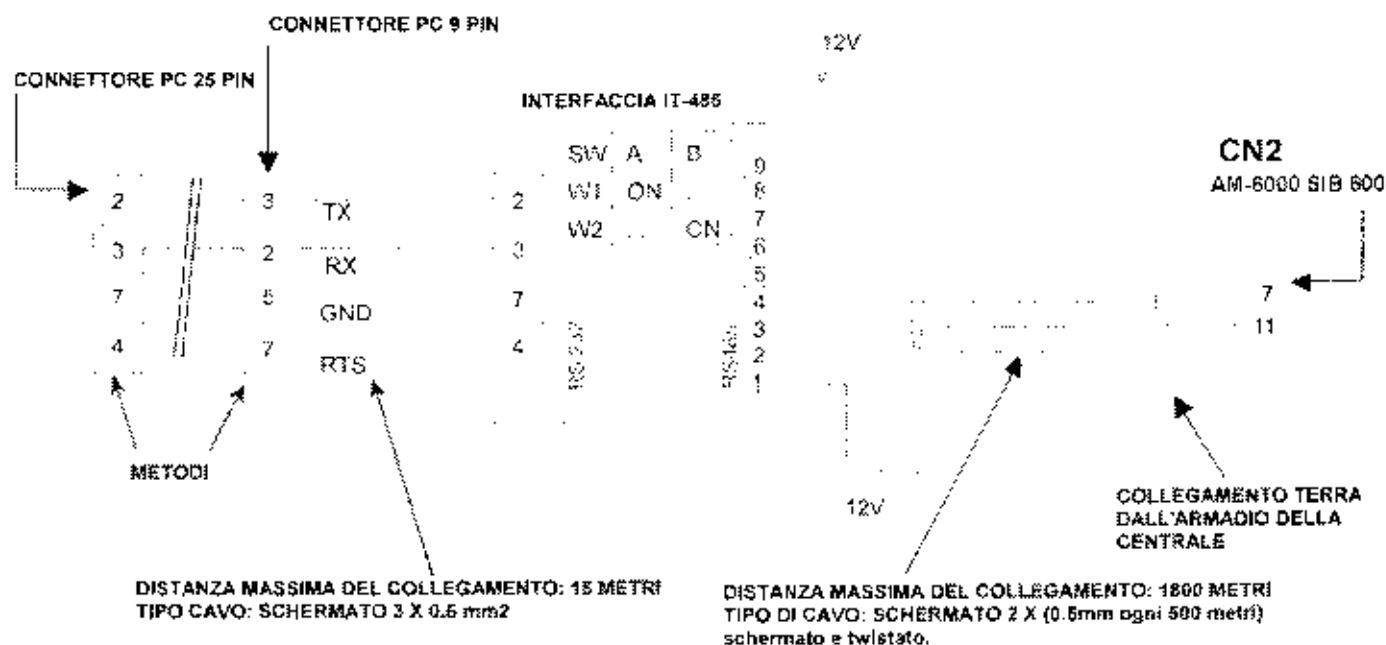 CONNETTORE PC 9 PIN
12V
CONNETTORE PC 25 PIN
INTERFACCIA IT-485
CN2
AM-6000 SIB 600
SW A B
W1 ON
W2 CN
9
8
7
6
5
4
3
2
1
2 3 TX 2
3 2 RX 3
7 5 GND 7
4 7 RTS 4
RS232
RS485
7
11
METODI
12V
COLLEGAMENTO TERRA
DALL'ARMADIO DELLA
CENTRALE
DISTANZA MASSIMA DEL COLLEGAMENTO: 15 METRI
TIPO CAVO: SCHERMATO 3 X 0.5 mm2
DISTANZA MASSIMA DEL COLLEGAMENTO: 1800 METRI
TIPO DI CAVO: SCHERMATO 2 X (0.5mm ogni 500 metri)
schermato e twistato.